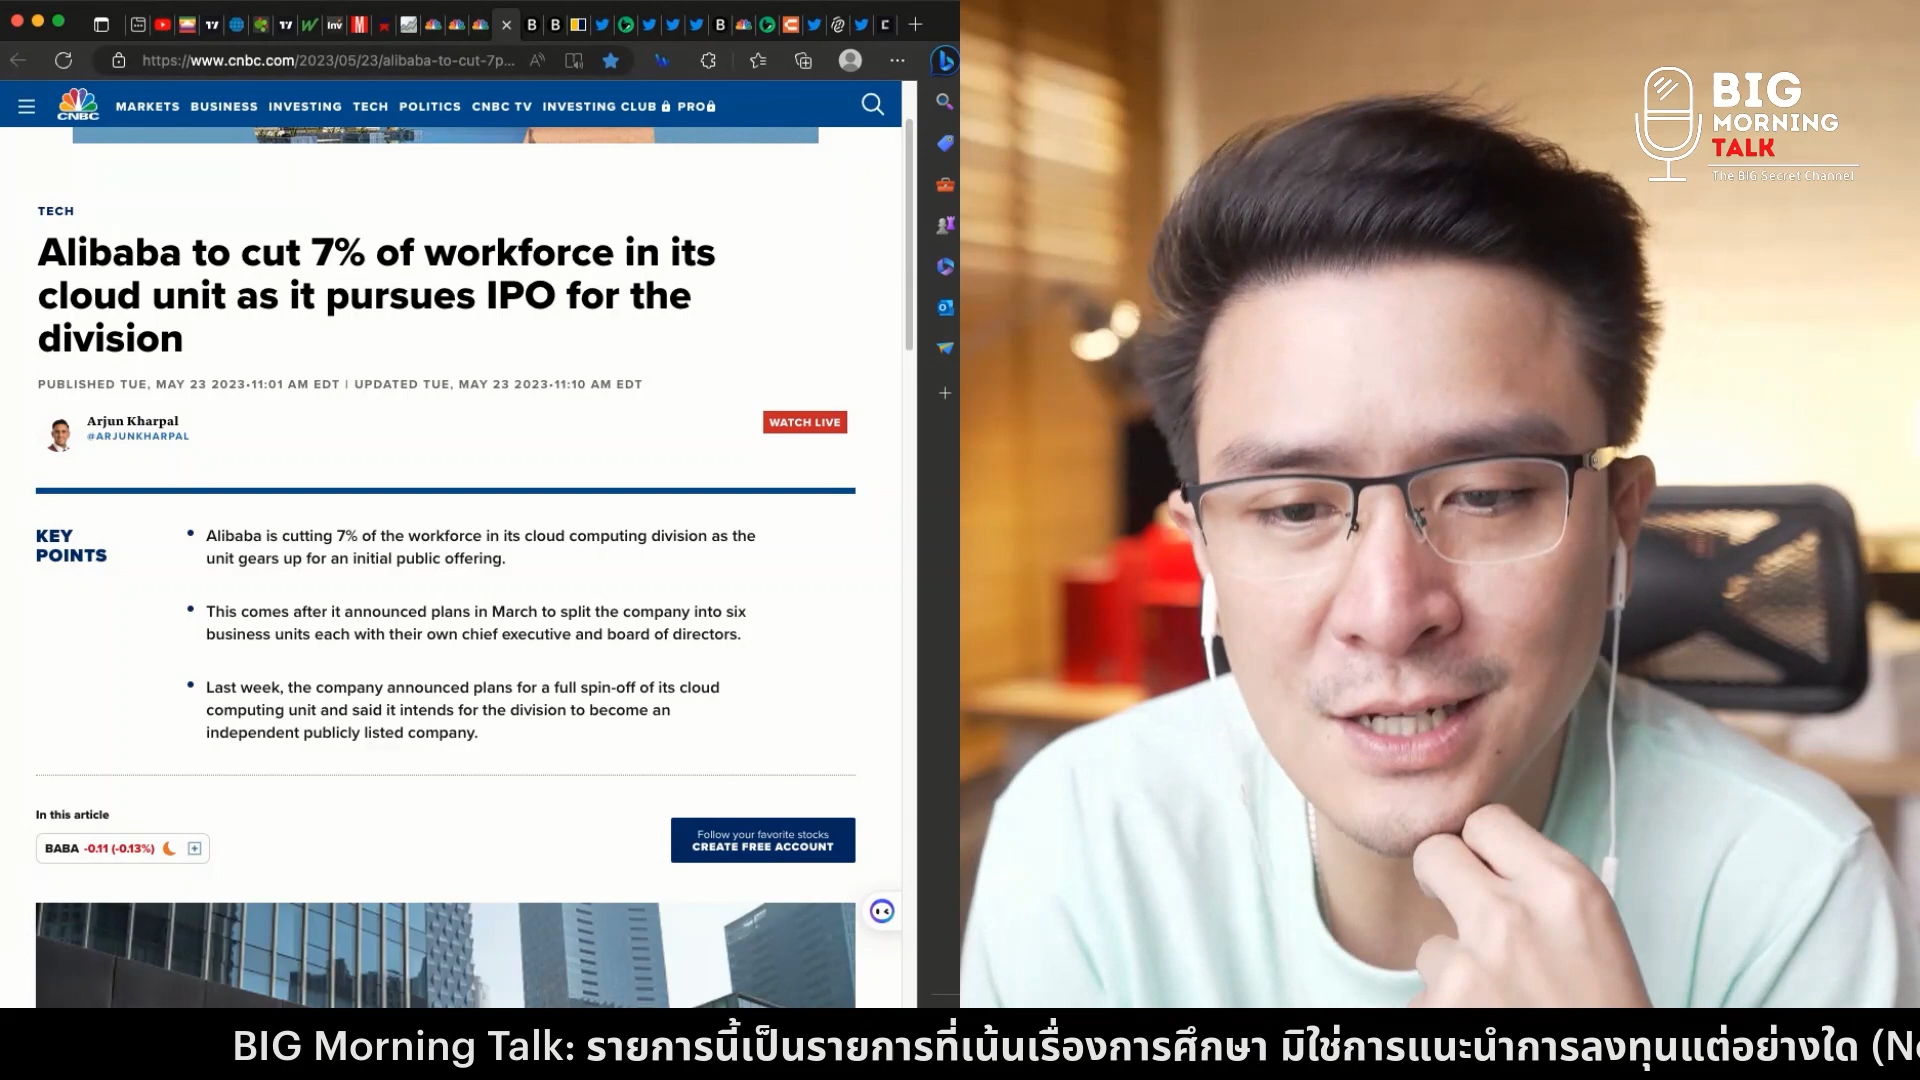 https://www.cnbc.com/2023/05/23/alibaba-to-cut-7p...
CNBC
MARKETS BUSINESS INVESTING TECH POLITICS CNBC TV INVESTING CLUB PRO
TECH
Alibaba to cut 7% of workforce in its
cloud unit as it pursues IPO for the
division
PUBLISHED TUE, MAY 23 2023•11:01 AM EDT | UPDATED TUE, MAY 23 2023•11:10 AM EDT
Arjun Kharpal
@ARJUNKHARPAL
WATCH LIVE
KEY
POINTS
• Alibaba is cutting 7% of the workforce in its cloud computing division as the
unit gears up for an initial public offering.
• This comes after it announced plans in March to split the company into six
business units each with their own chief executive and board of directors.
• Last week, the company announced plans for a full spin-off of its cloud
computing unit and said it intends for the division to become an
independent publicly listed company.
In this article
BABA -0.11 (-0.13%)
Follow your favorite stocks
CREATE FREE ACCOUNT
BIG
MORNING
TALK
The BIG Secret Channel
BIG Morning Talk: รายการนี้เป็นรายการที่เน้นเรื่องการศึกษา มิใช่การแนะนำการลงทุนแต่อย่างใด (No